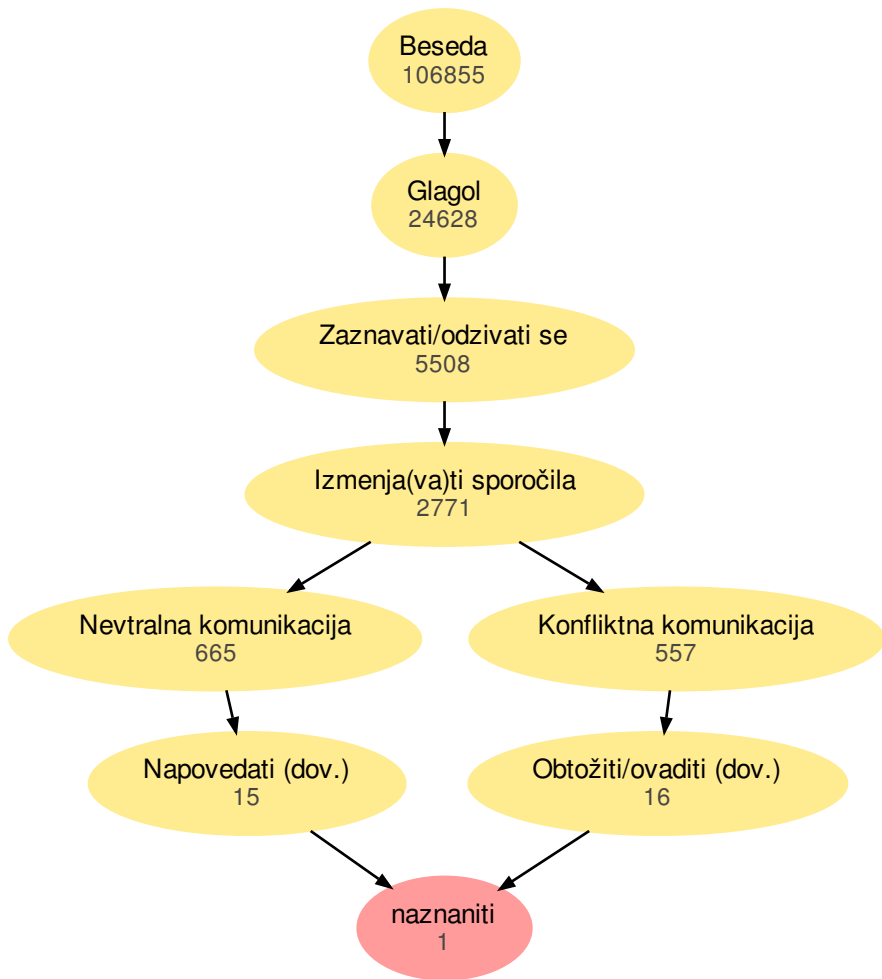 Beseda
106855
Glagol
24628
Zaznavati/odzivati se
5508
Izmenja(va)ti sporočila
2771
Nevtralna komunikacija
665
Konfliktna komunikacija
557
Napovedati (dov.)
15
Obtožiti/ovaditi (dov.)
16
naznaniti
1